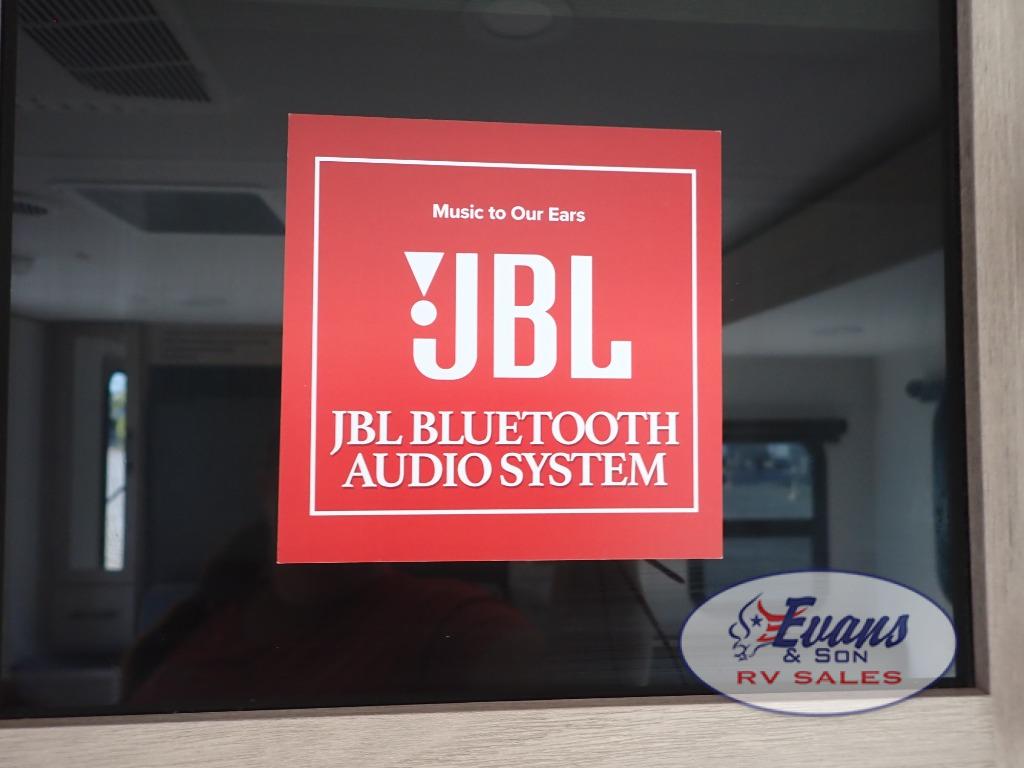 Music to Our Ears
JBL
JBL BLUETOOTH
AUDIO SYSTEM
Evans
& SON
RV SALES